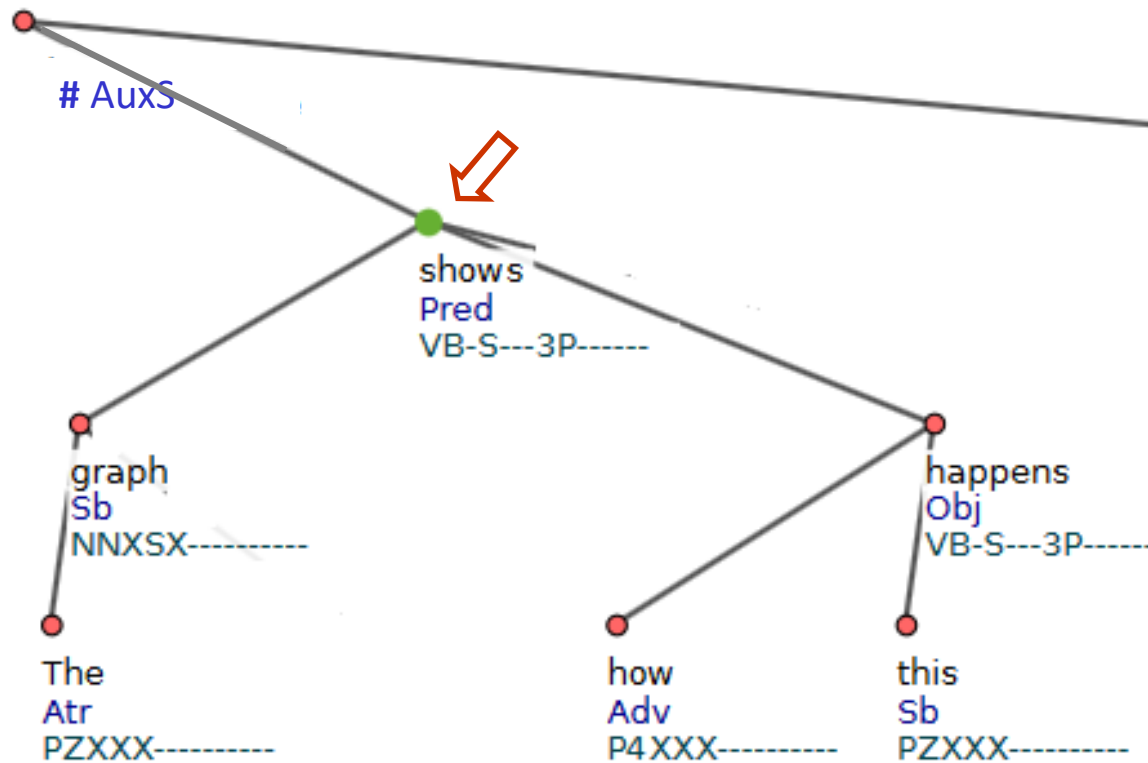 # AuxS
shows
Pred
VB-S---3P------
graph
Sb
NNXSX----------
happens
Obj
VB-S---3P------
The
Atr
PZXXX----------
how
Adv
P4XXX----------
this
Sb
PZXXX----------